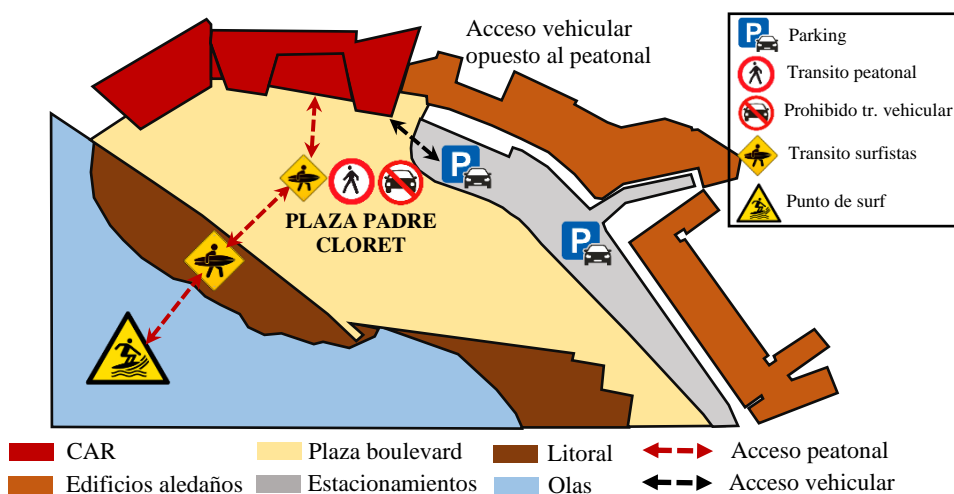 Acceso vehicular
opuesto al peatonal
P
Parking
Transito peatonal
Prohibido tr. vehicular
Transito surfistas
Punto de surf
P
PLAZA PADRE
CLORET
P
CAR
Plaza boulevard
Litoral
Acceso peatonal
Edificios aledaños
Estacionamientos
Olas
Acceso vehicular